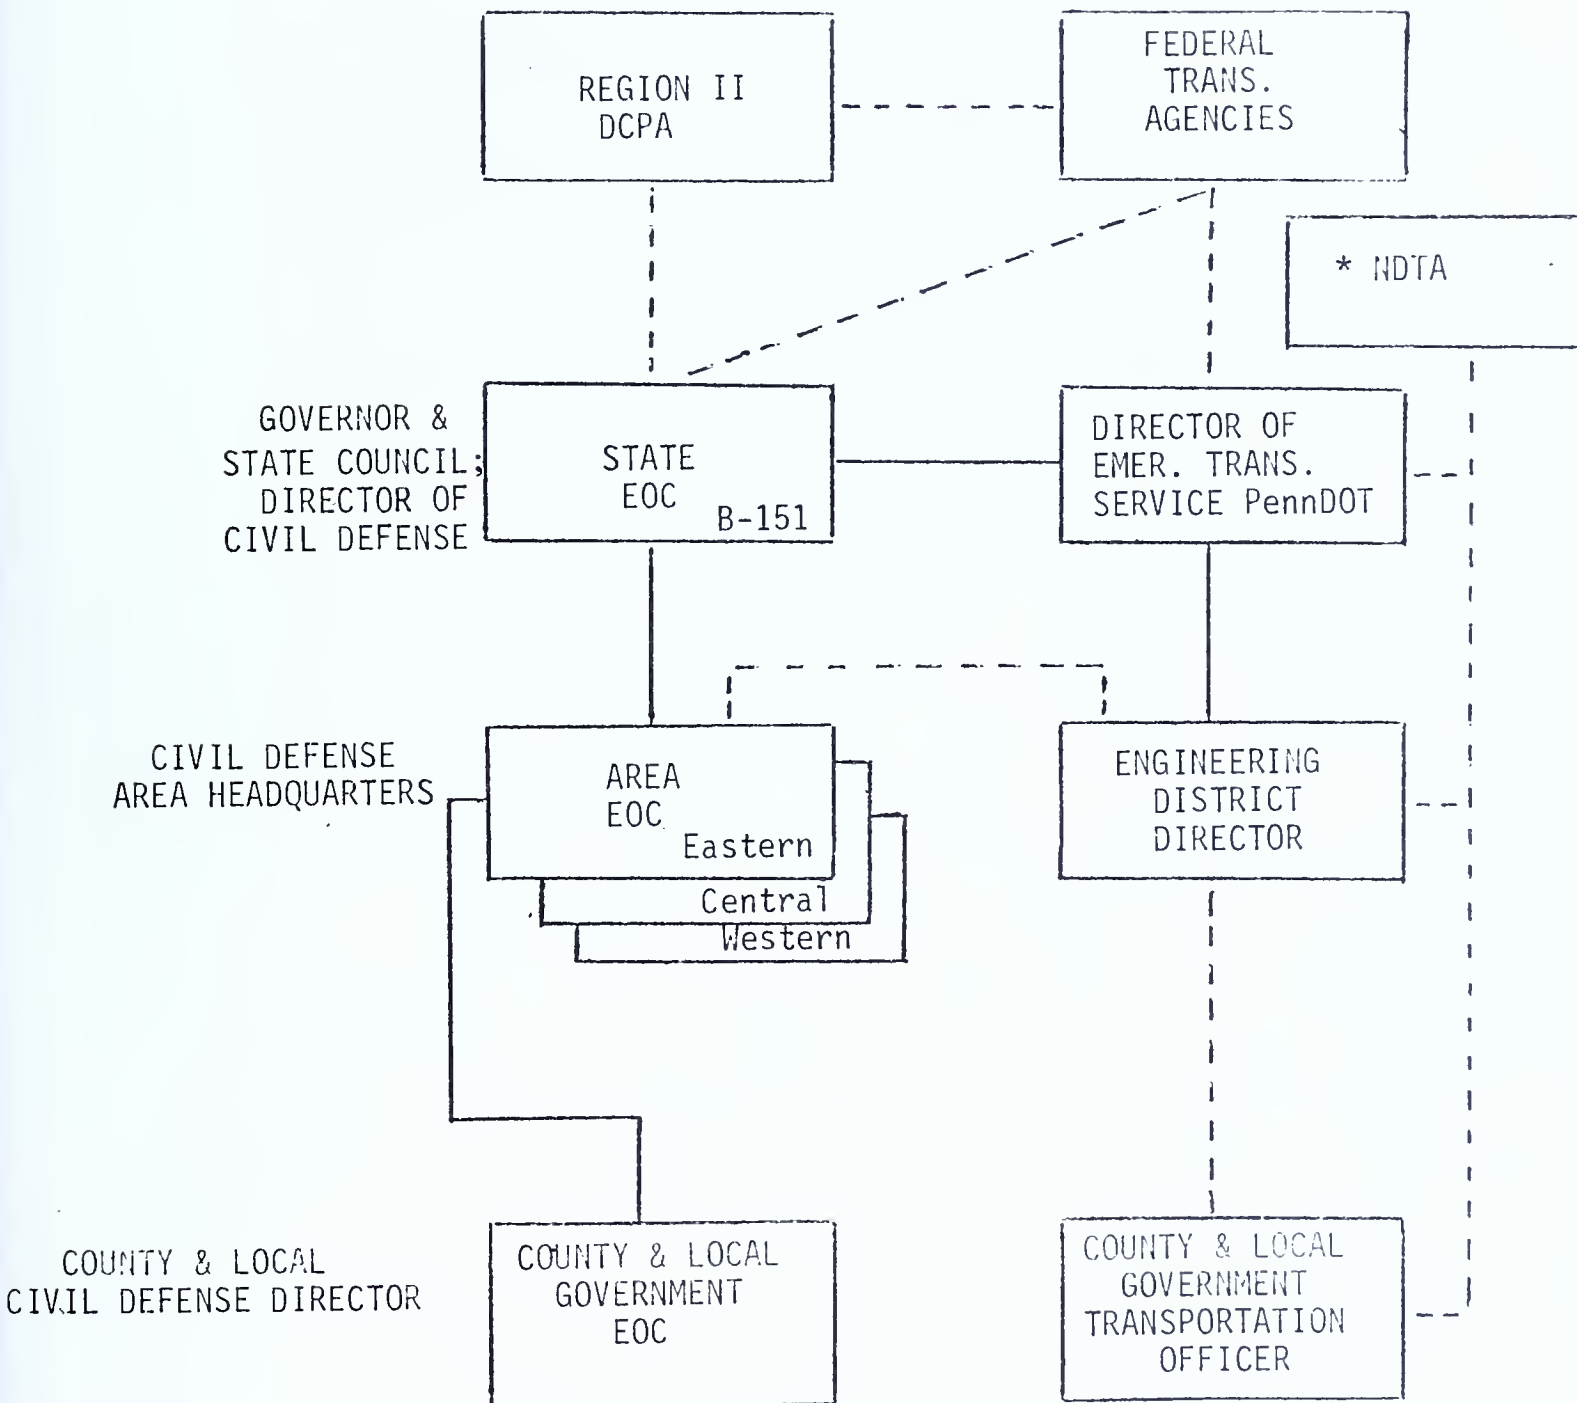 REGION II
DCPA
FEDERAL
TRANS.
AGENCIES
* NDTA
GOVERNOR &
STATE COUNCIL;
DIRECTOR OF
CIVIL DEFENSE
STATE
EOC
B-151
DIRECTOR OF
EMER. TRANS.
SERVICE PennDOT
CIVIL DEFENSE
AREA HEADQUARTERS
AREA
EOC
Eastern
Central
Western
ENGINEERING
DISTRICT
DIRECTOR
COUNTY & LOCAL
CIVIL DEFENSE DIRECTOR
COUNTY & LOCAL
GOVERNMENT
EOC
COUNTY & LOCAL
GOVERNMENT
TRANSPORTATION
OFFICER